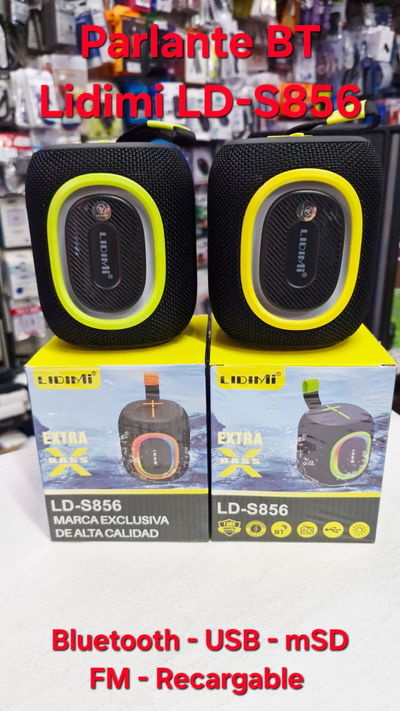 Parlante BT
Lidimi LD-S856
LIDIMI
LIDIMI
LIDIMI
LIDIMI
EXTRA
X
BASS
EXTRA
X
BASS
LD-S856
MARCA EXCLUSIVA
DE ALTA CALIDAD
LD-S856
BT
Bluetooth - USB - mSD
FM - Recargable